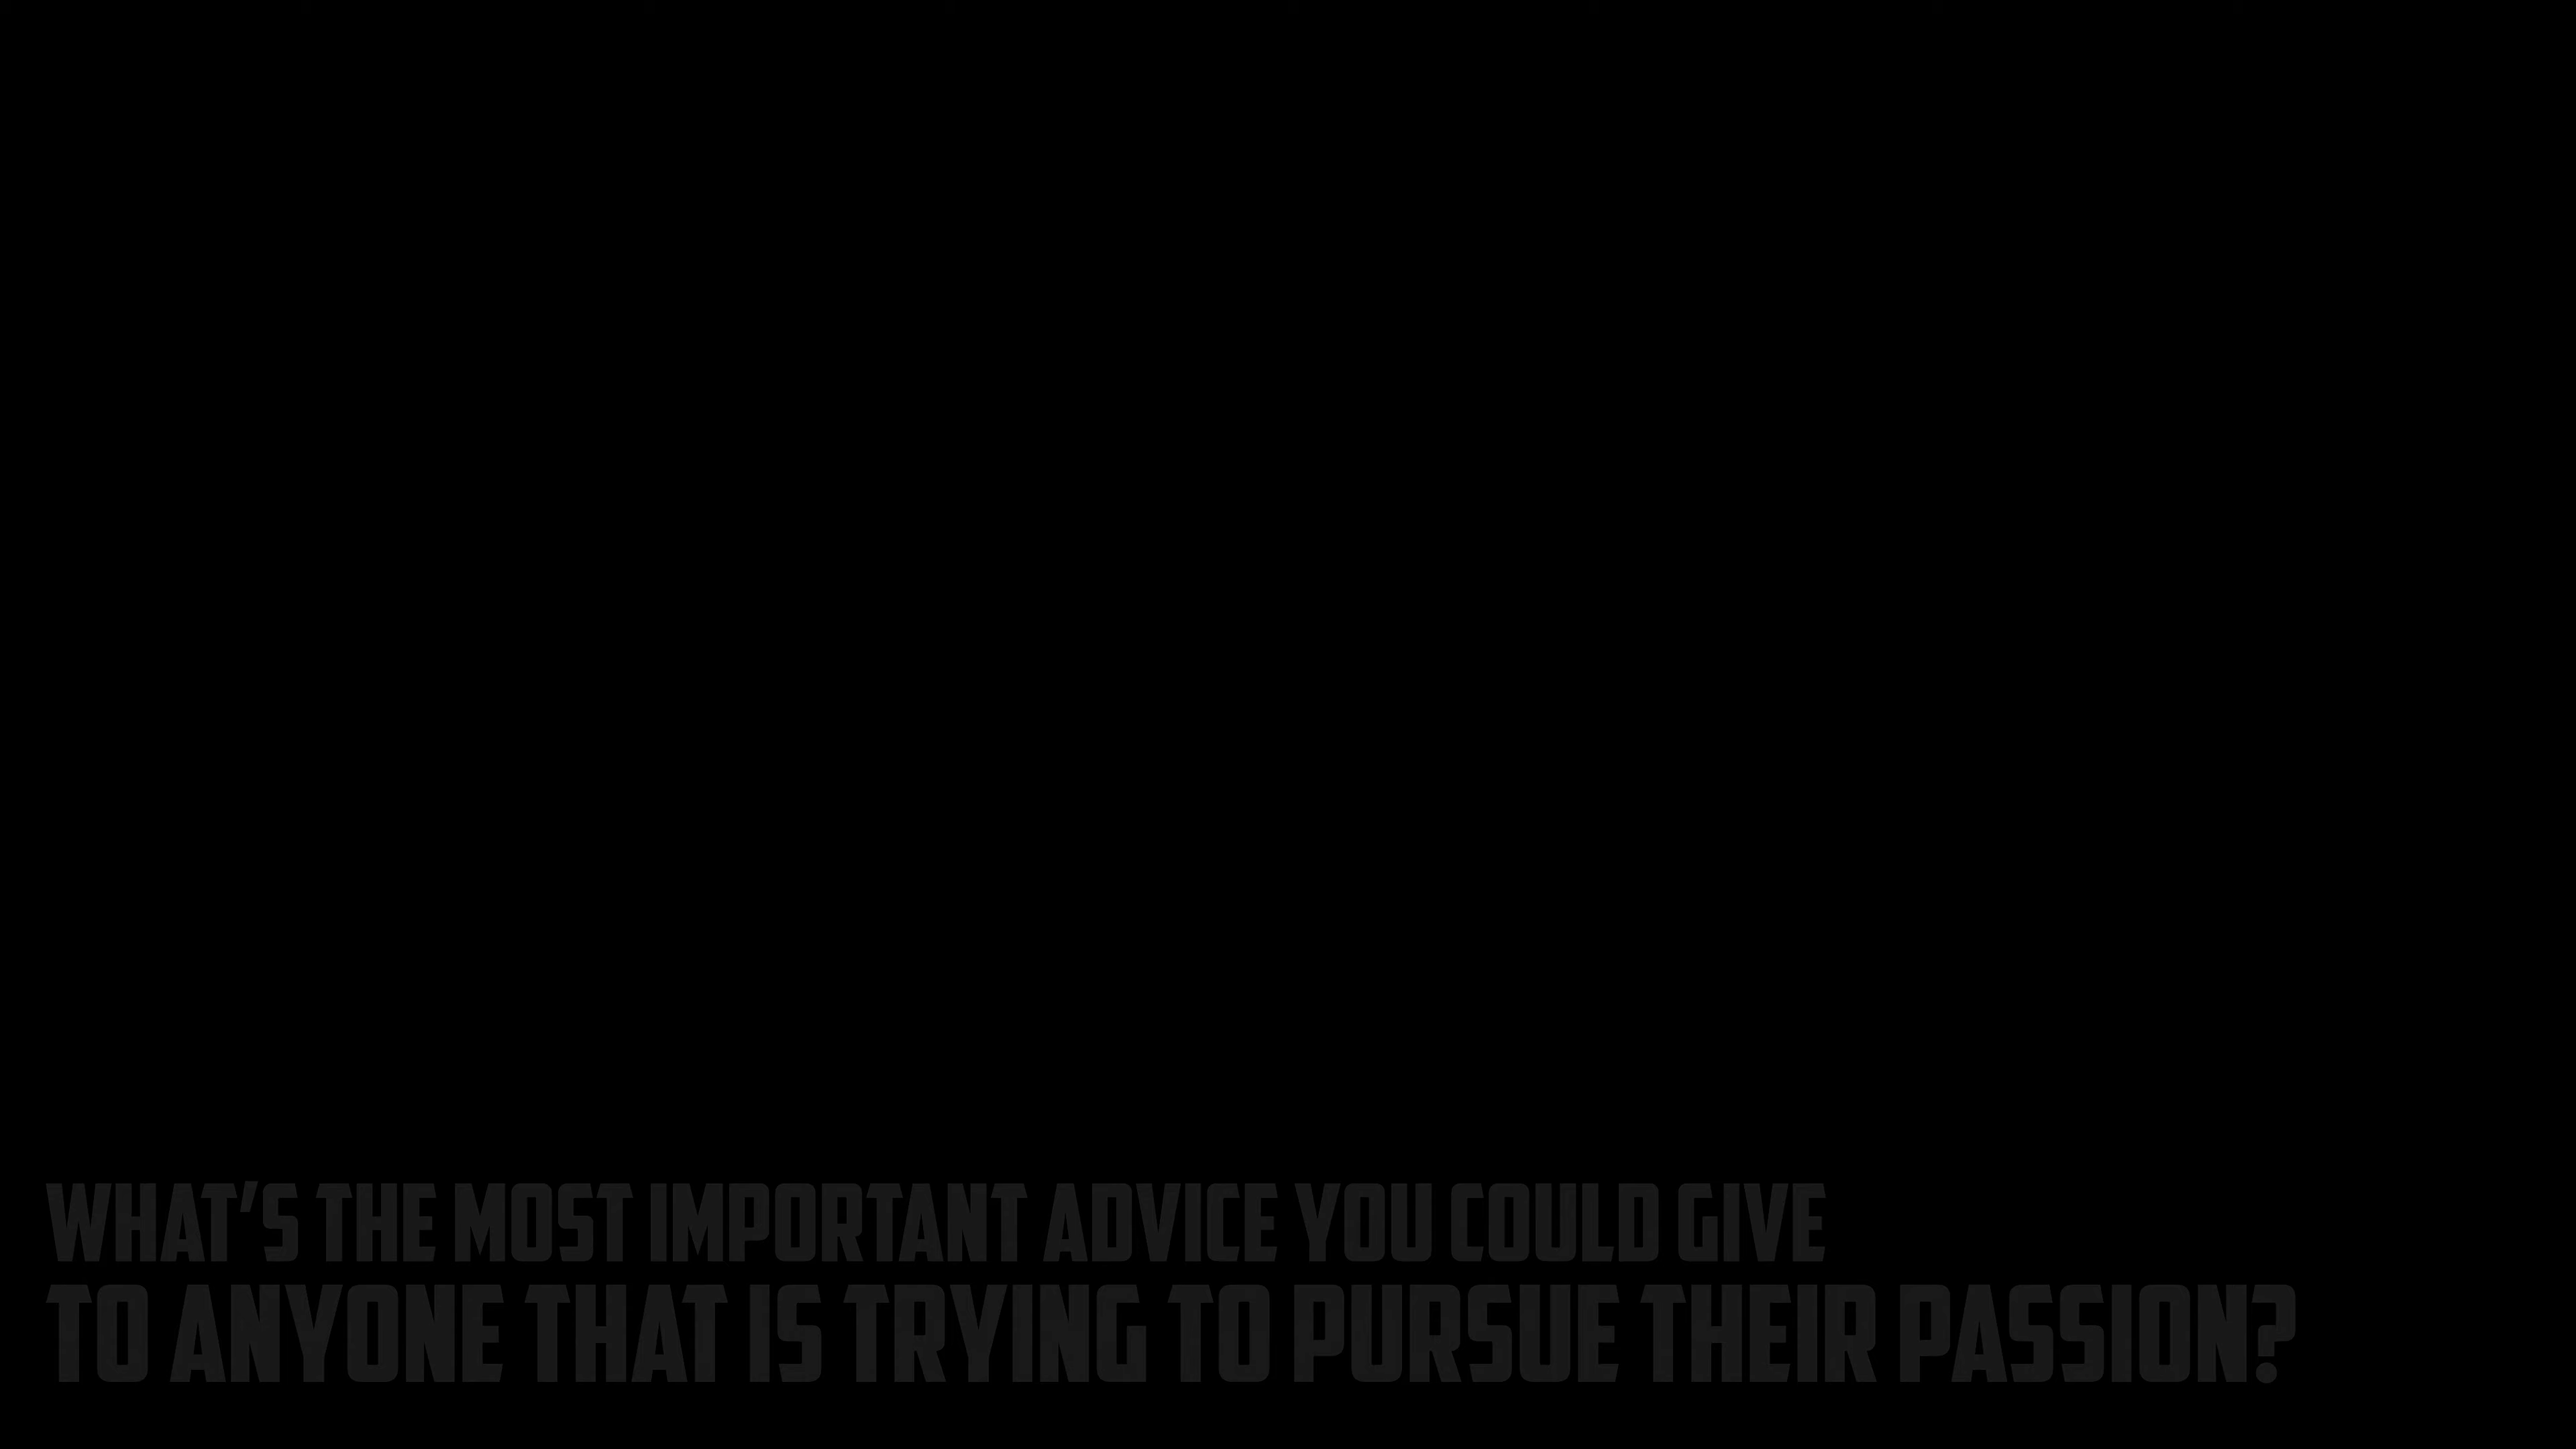 WHAT'S THE MOST IMPORTANT ADVICE YOU COULD GIVE
TO ANYONE THAT IS TRYING TO PURSUE THEIR PASSION?